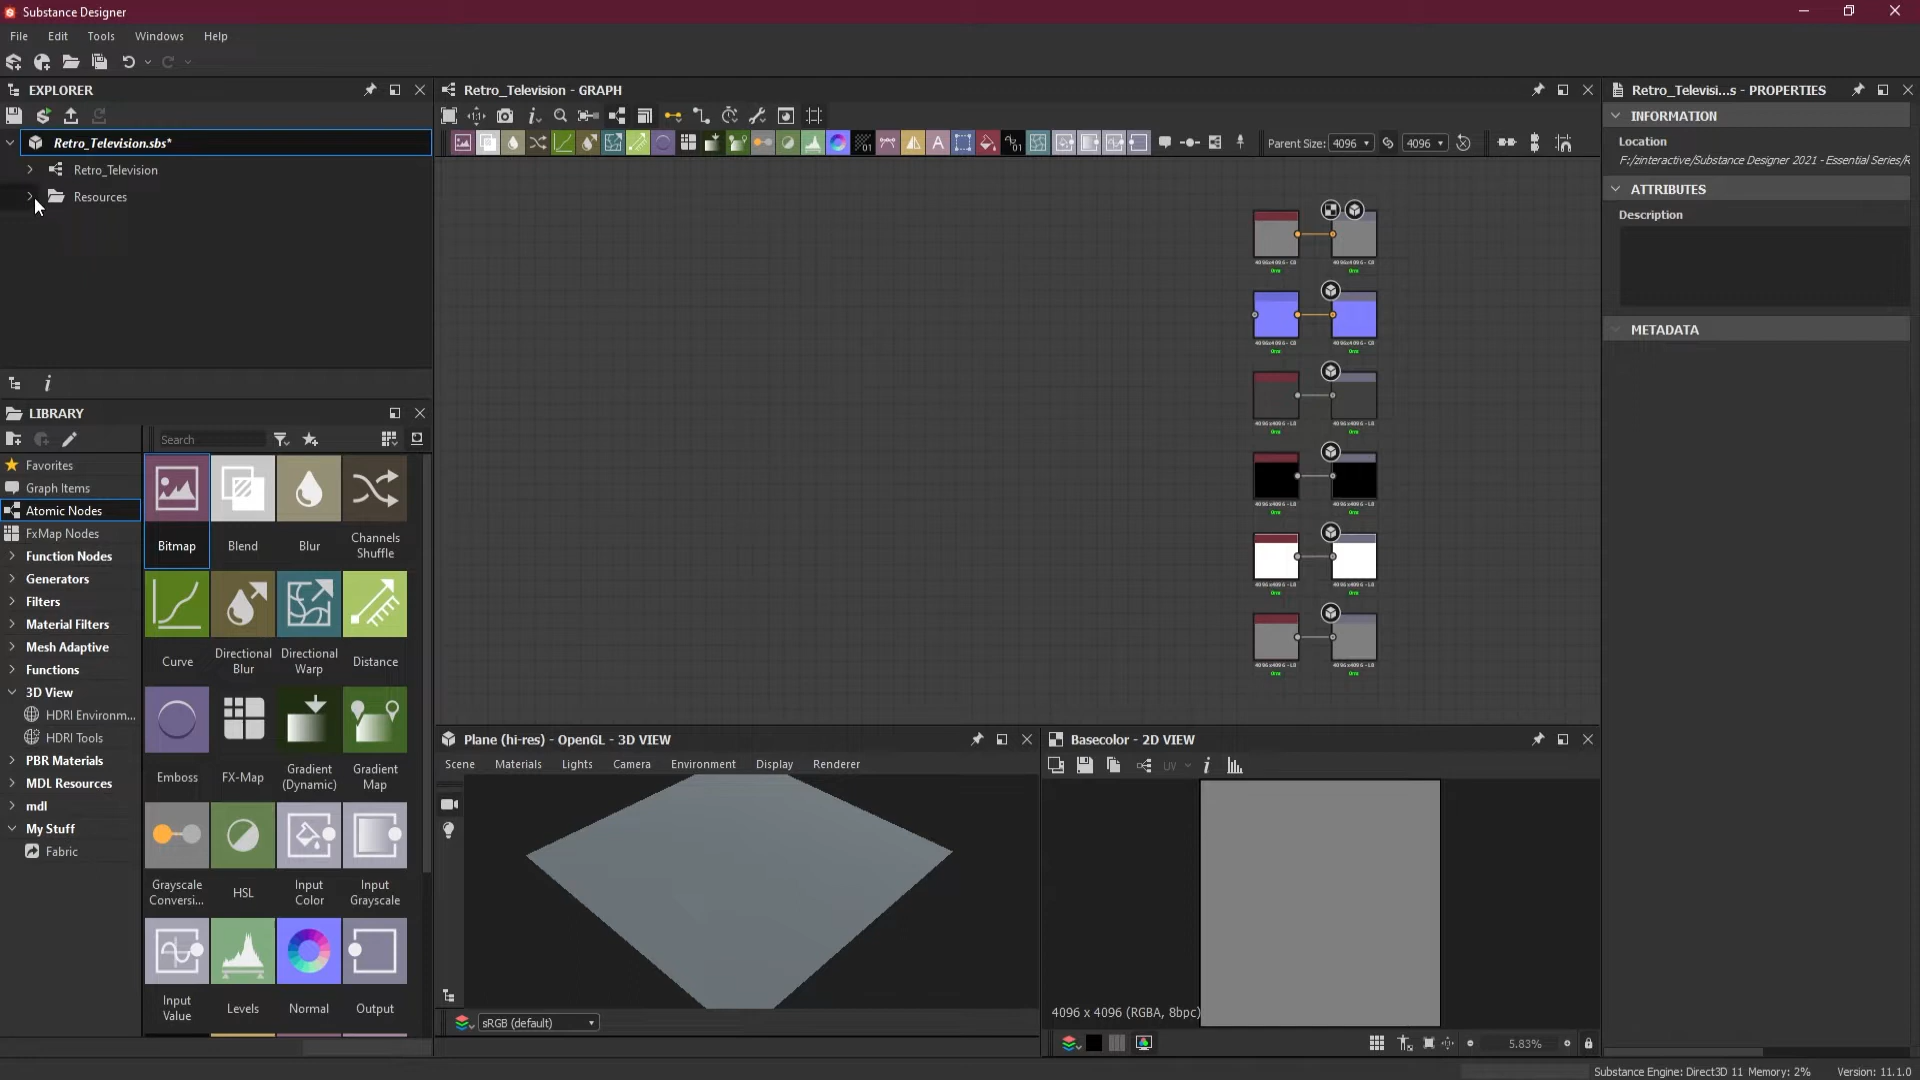 Substance Designer
File Edit Tools Windows Help
EXPLORER
Retro_Television.sbs*
Retro_Television
Resources
LIBRARY
Search
Favorites
Graph Items
Atomic Nodes
FxMap Nodes
Function Nodes
Generators
Filters
Material Filters
Mesh Adaptive
Functions
3D View
HDRI Environm...
HDRI Tools
PBR Materials
MDL Resources
mdl
My Stuff
Fabric
Bitmap
Blend
Blur
Channels
Shuffle
Curve
Directional
Blur
Directional
Warp
Distance
Emboss
FX-Map
Gradient
(Dynamic)
Gradient
Map
Grayscale
Conversi...
HSL
Input
Color
Input
Grayscale
Input
Value
Levels
Normal
Output
Retro_Television - GRAPH
Parent Size: 4096 4096
Plane (hi-res) - OpenGL - 3D VIEW
Scene Materials Lights Camera Environment Display Renderer
sRGB (default)
Basecolor - 2D VIEW
UV
4096 x 4096 (RGBA, 8bpc)
5.83%
Retro_Televisi...s - PROPERTIES
INFORMATION
Location
F:/zinteractive/Substance Designer 2021 - Essential Series/R
ATTRIBUTES
Description
METADATA
Substance Engine: Direct3D 11 Memory: 2% Version: 11.1.0